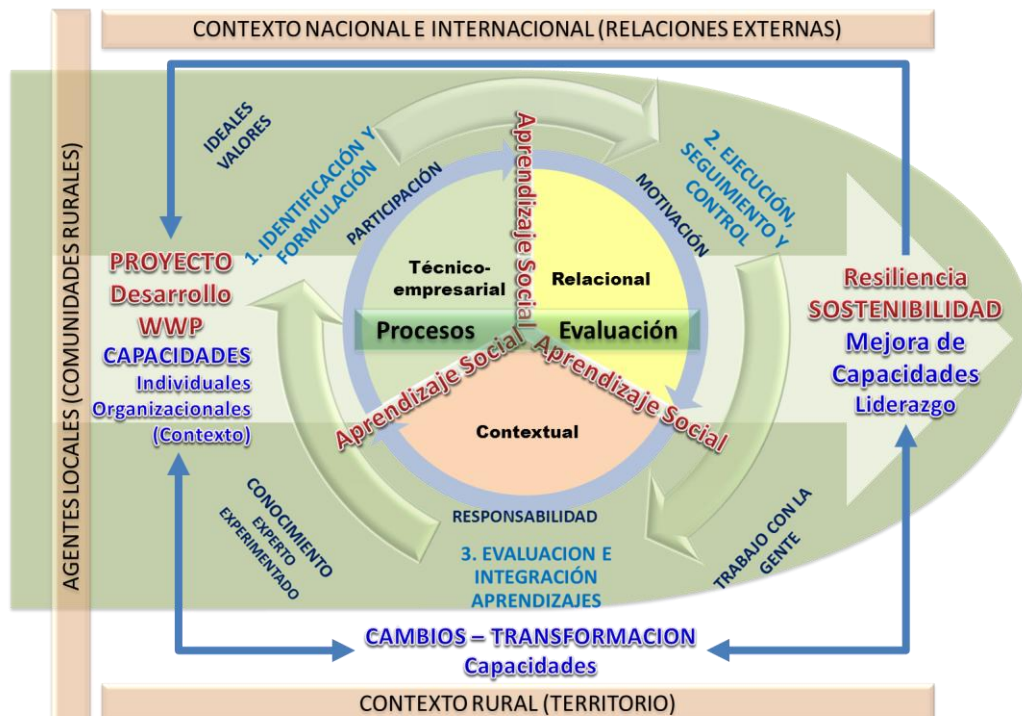 CONTEXTO NACIONAL E INTERNACIONAL (RELACIONES EXTERNAS)
AGENTES LOCALES (COMUNIDADES RURALES)
IDEALES
VALORES
1. IDENTIFICACIÓN Y
FORMULACIÓN
PARTICIPACIÓN
Aprendizaje Social
MOTIVACIÓN
2. EJECUCIÓN,
SEGUIMIENTO Y
CONTROL
PROYECTO
Desarrollo
WWP
CAPACIDADES
Individuales
Organizacionales
(Contexto)
Técnico-
empresarial
Relacional
Procesos
Evaluación
Aprendizaje Social
Aprendizaje Social
Contextual
Resiliencia
SOSTENIBILIDAD
Mejora de
Capacidades
Liderazgo
CONOCIMIENTO
EXPERTO
EXPERIMENTADO
RESPONSABILIDAD
3. EVALUACION E
INTEGRACIÓN
APRENDIZAJES
TRABAJO CON LA
GENTE
CAMBIOS – TRANSFORMACION
Capacidades
CONTEXTO RURAL (TERRITORIO)